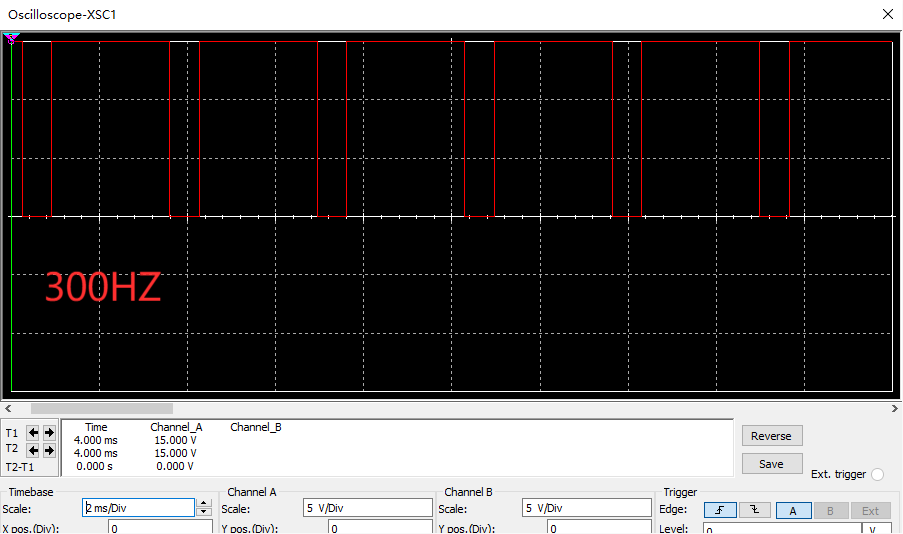 Oscilloscope-XSC1
300HZ
T1
T2
T2-T1
Time Channel_A Channel_B
4.000 ms 15.000 V
4.000 ms 15.000 V
0.000 s 0.000 V
Reverse
Save
Ext. trigger
Timebase
Scale: 2 ms/Div
X pos.(Div): 0
Channel A
Scale: 5 V/Div
Y pos.(Div): 0
Channel B
Scale: 5 V/Div
Y pos.(Div): 0
Trigger
Edge: A B Ext
Level: 0 V